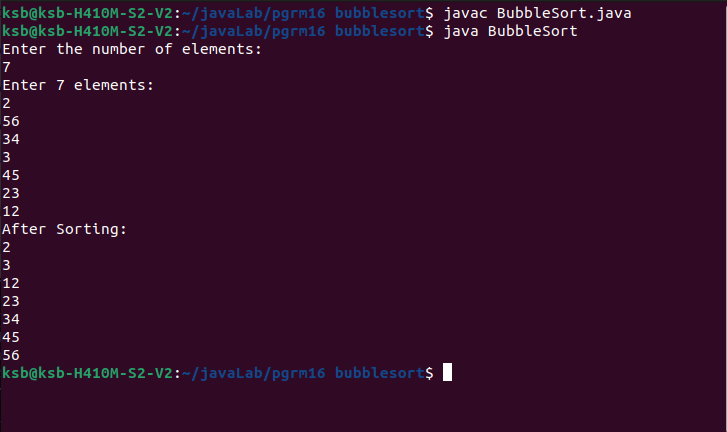 ksb@ksb-H410M-S2-V2:~/javaLab/pgrm16 bubblesort$ javac BubbleSort.java
ksb@ksb-H410M-S2-V2:~/javaLab/pgrm16 bubblesort$ java BubbleSort
Enter the number of elements:
7
Enter 7 elements:
2
56
34
3
45
23
12
After Sorting:
2
3
12
23
34
45
56
ksb@ksb-H410M-S2-V2:~/javaLab/pgrm16 bubblesort$